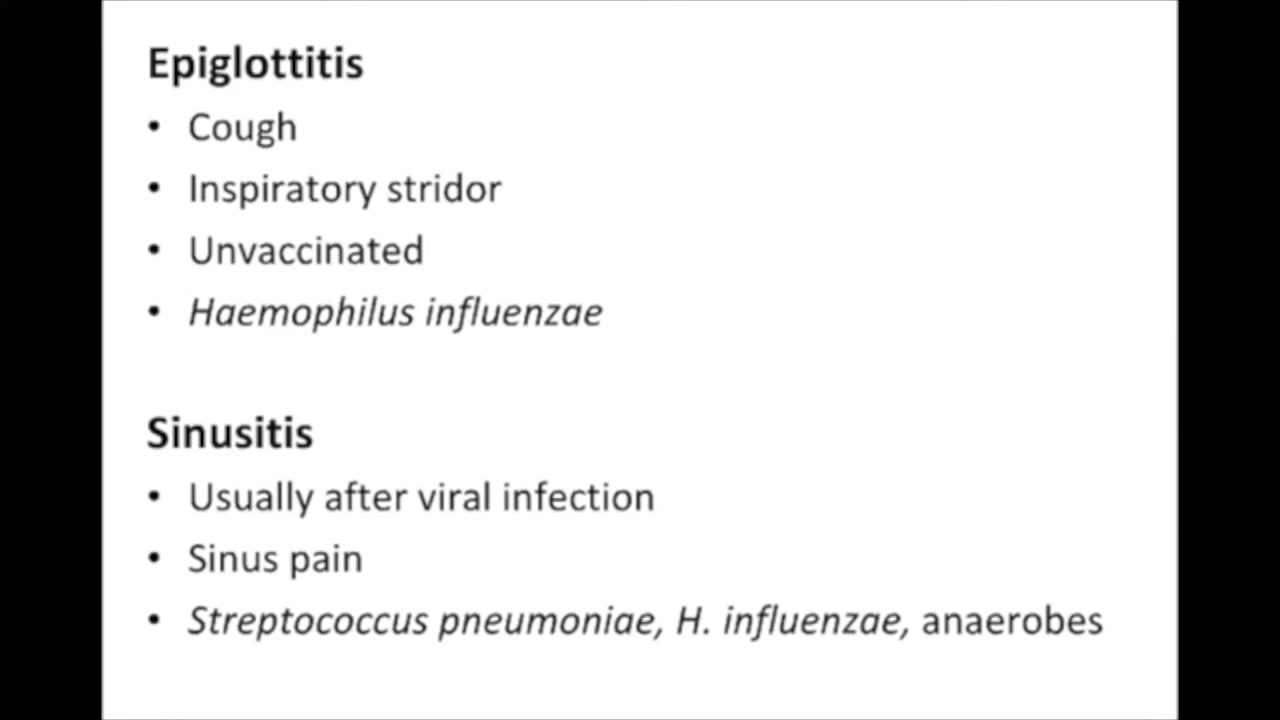 Epiglottitis
• Cough
• Inspiratory stridor
• Unvaccinated
• Haemophilus influenzae
Sinusitis
• Usually after viral infection
• Sinus pain
• Streptococcus pneumoniae, H. influenzae, anaerobes